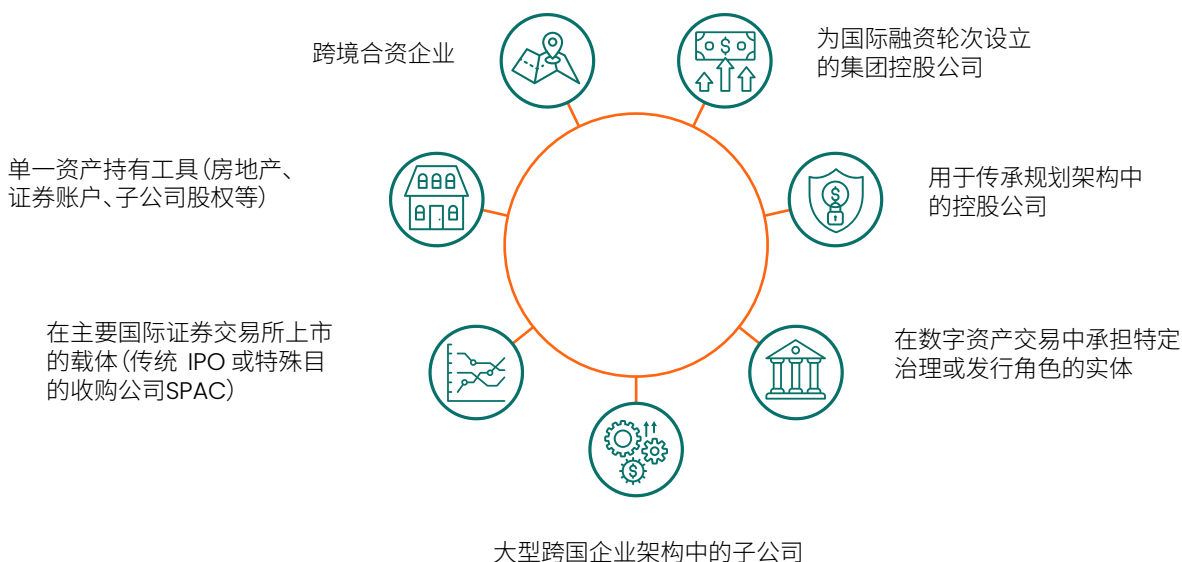 跨境合资企业
为国际融资轮次设立
的集团控股公司
单一资产持有工具(房地产、
证券账户、子公司股权等)
用于传承规划架构中
的控股公司
在主要国际证券交易所上市
的载体(传统 IPO 或特殊目
的收购公司SPAC)
在数字资产交易中承担特定
治理或发行角色的实体
大型跨国企业架构中的子公司